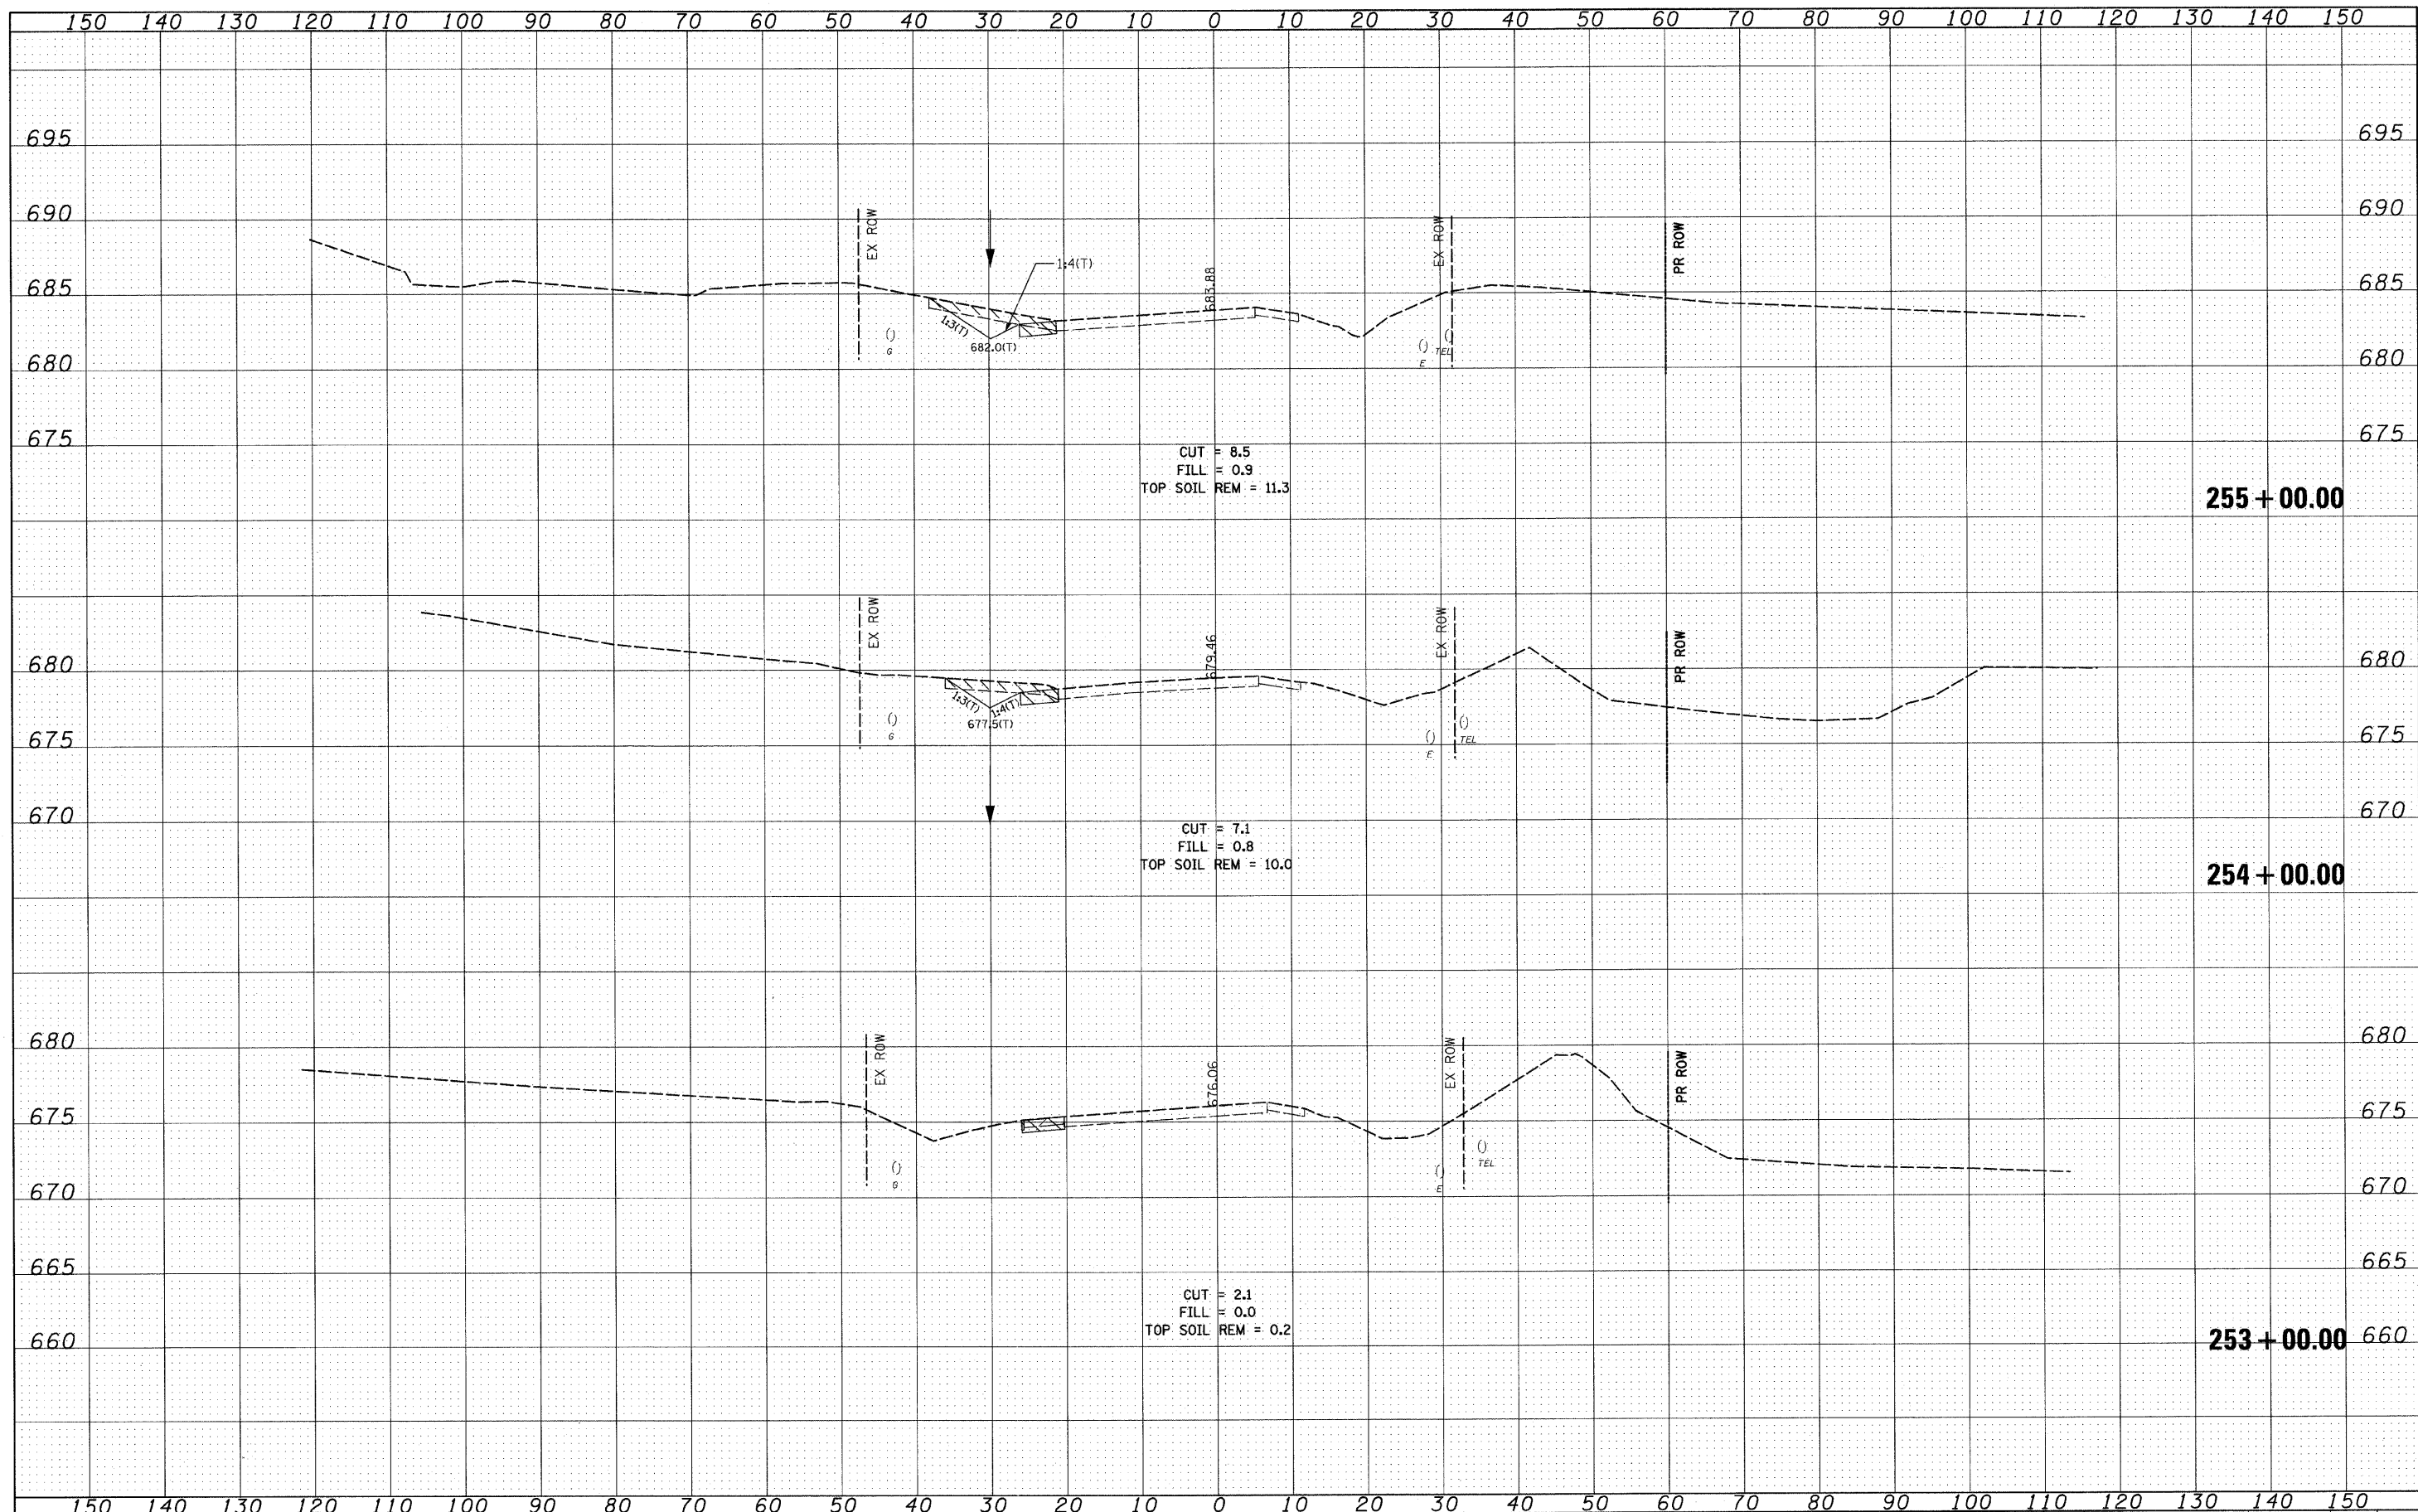 150 140 130 120 110 100 90 80 70 60 50 40 30 20 10 0 10 20 30 40 50 60 70 80 90 100 110 120 130 140 150
695 695
690 690
EX ROW
EX ROW
PR ROW
1:4(T)
685 685
683.88
1:3(T)
682.0(T)
()
G
()
E
()
TEL
680 680
675 675
CUT = 8.5
FILL = 0.9
TOP SOIL REM = 11.3
255+00.00
EX ROW
EX ROW
PR ROW
680 680
679.46
1:3(T)
1:4(T)
677.5(T)
()
G
()
E
()
TEL
675 675
670 670
CUT = 7.1
FILL = 0.8
TOP SOIL REM = 10.0
254+00.00
680 680
EX ROW
EX ROW
PR ROW
676.06
675 675
()
G
()
E
()
TEL
670 670
665 665
CUT = 2.1
FILL = 0.0
TOP SOIL REM = 0.2
660 253+00.00 660
150 140 130 120 110 100 90 80 70 60 50 40 30 20 10 0 10 20 30 40 50 60 70 80 90 100 110 120 130 140 150